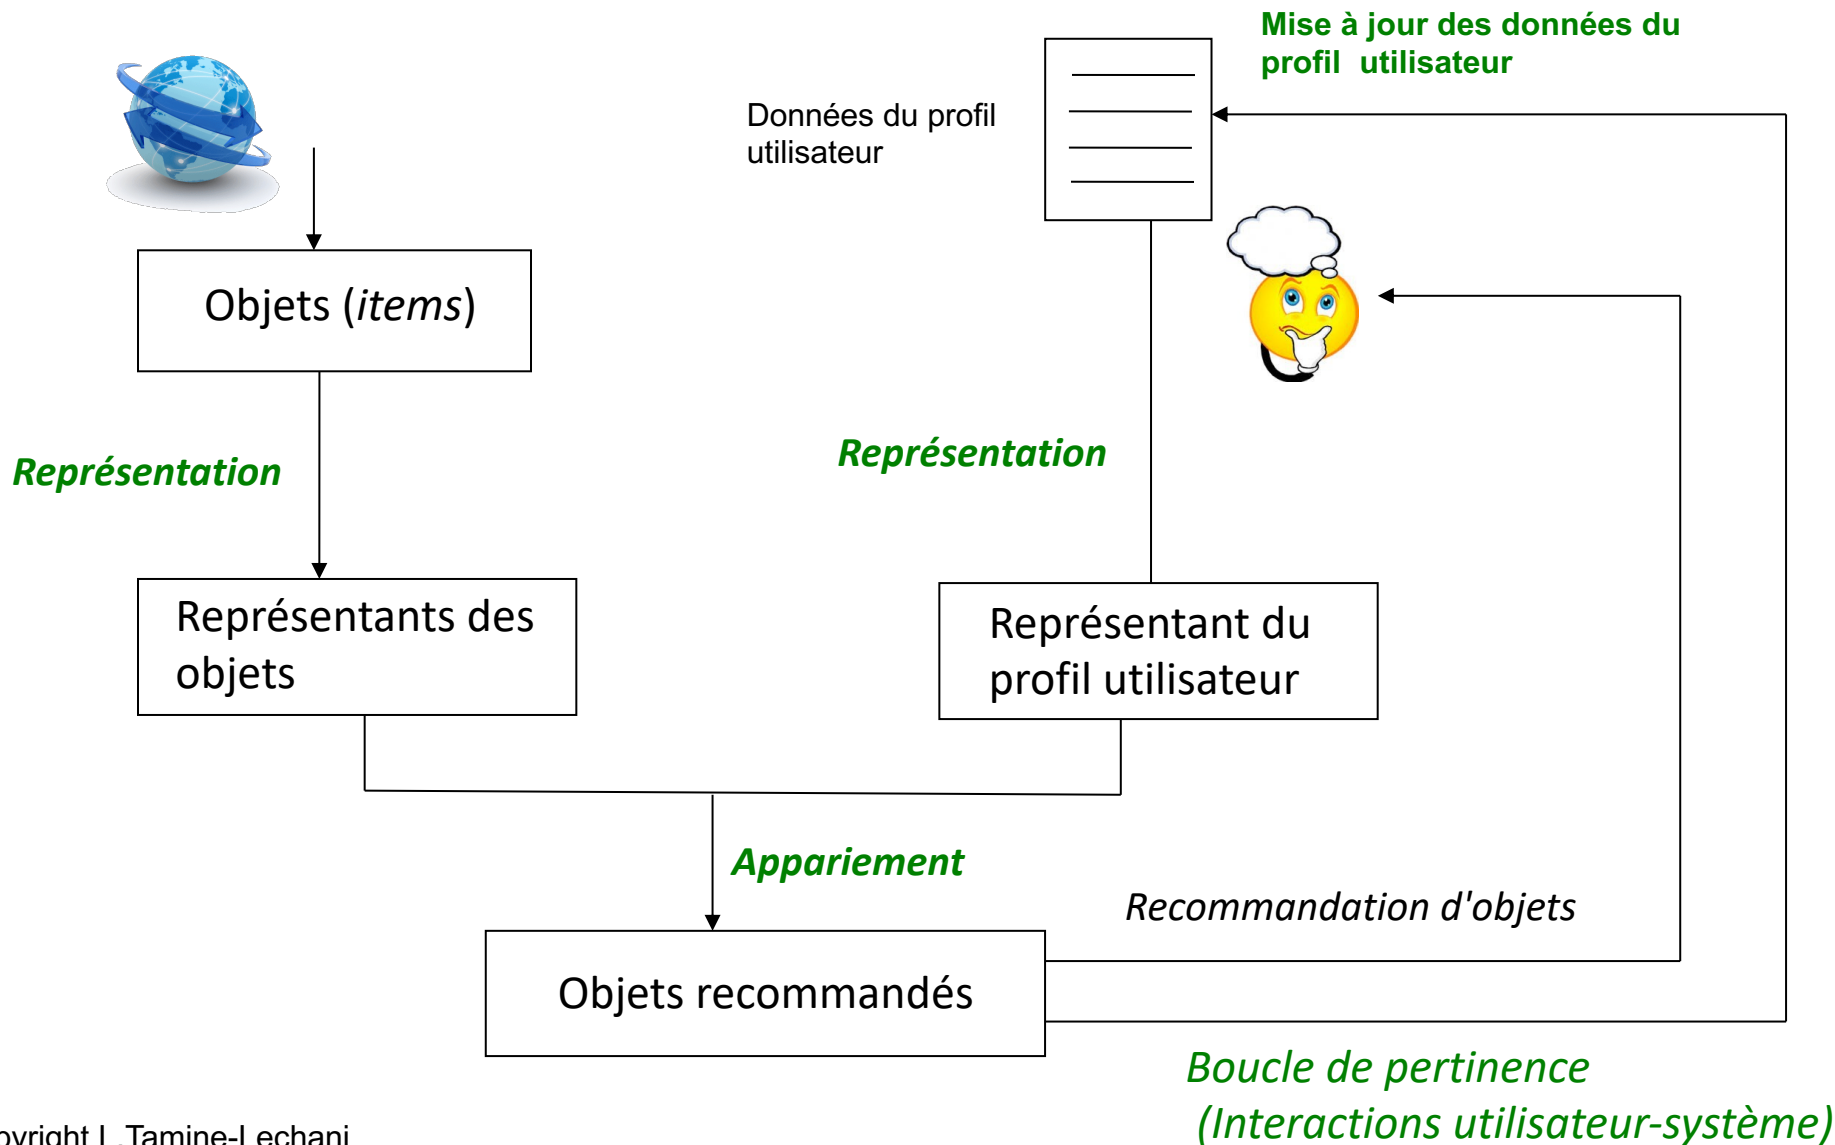 Mise à jour des données du
profil utilisateur
Données du profil
utilisateur
Objets (items)
Représentation
Représentation
Représentants des
objets
Représentant du
profil utilisateur
Appariement
Recommandation d'objets
Objets recommandés
Boucle de pertinence
(Interactions utilisateur-système)
pyright L.Tamine-Lechani